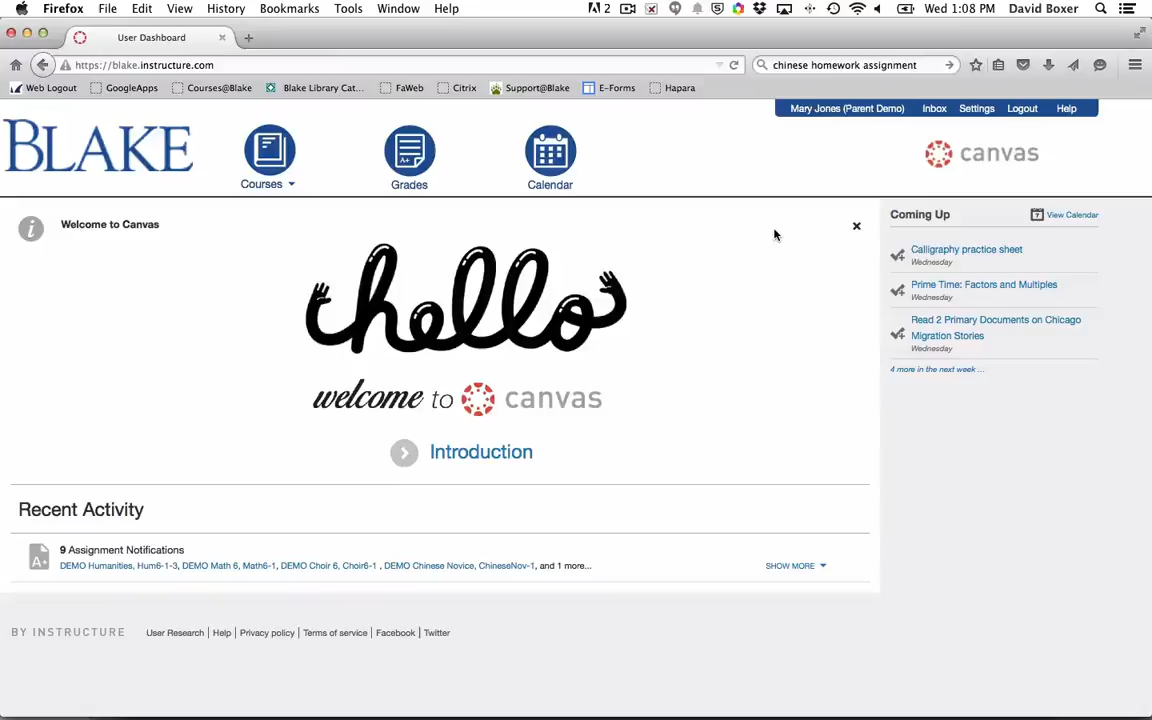 Firefox File Edit View History Bookmarks Tools Window Help 2 Wed 1:08 PM David Boxer
User Dashboard
https://blake.instructure.com chinese homework assignment
Web Logout GoogleApps Courses@Blake Blake Library Cat... FaWeb Citrix Support@Blake E-Forms Hapara
Mary Jones (Parent Demo) Inbox Settings Logout Help
BLAKE
canvas
Courses Grades Calendar
Welcome to Canvas
hello
welcome to canvas
Introduction
Coming Up View Calendar
Calligraphy practice sheet
Wednesday
Prime Time: Factors and Multiples
Wednesday
Read 2 Primary Documents on Chicago
Migration Stories
Wednesday
4 more in the next week ...
Recent Activity
9 Assignment Notifications
DEMO Humanities, Hum6-1-3, DEMO Math 6, Math6-1, DEMO Choir 6, Choir6-1 , DEMO Chinese Novice, ChineseNov-1, and 1 more... SHOW MORE
A+
BY INSTRUCTURE User Research | Help | Privacy policy | Terms of service | Facebook | Twitter